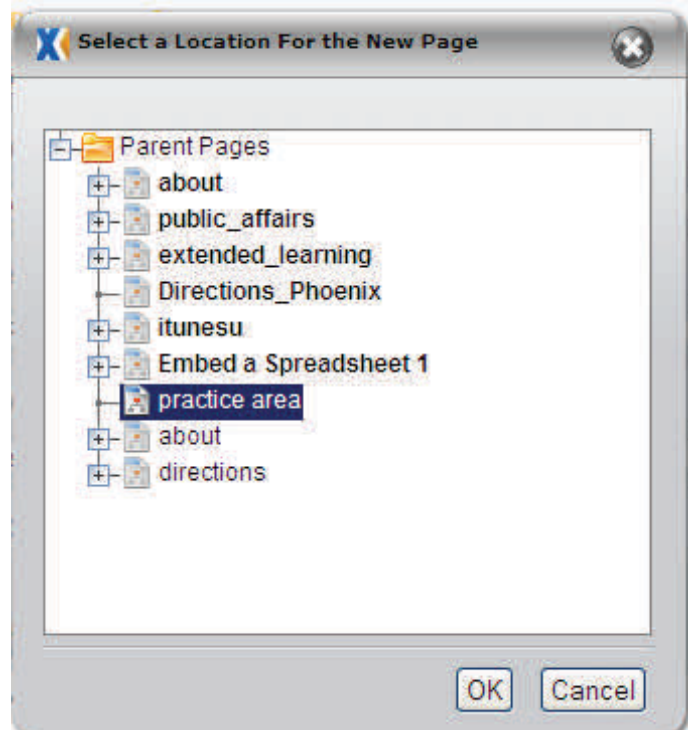 Select a Location For the New Page
Parent Pages
about
public_affairs
extended_learning
Directions_Phoenix
itunesu
Embed a Spreadsheet 1
practice area
about
directions
OK Cancel